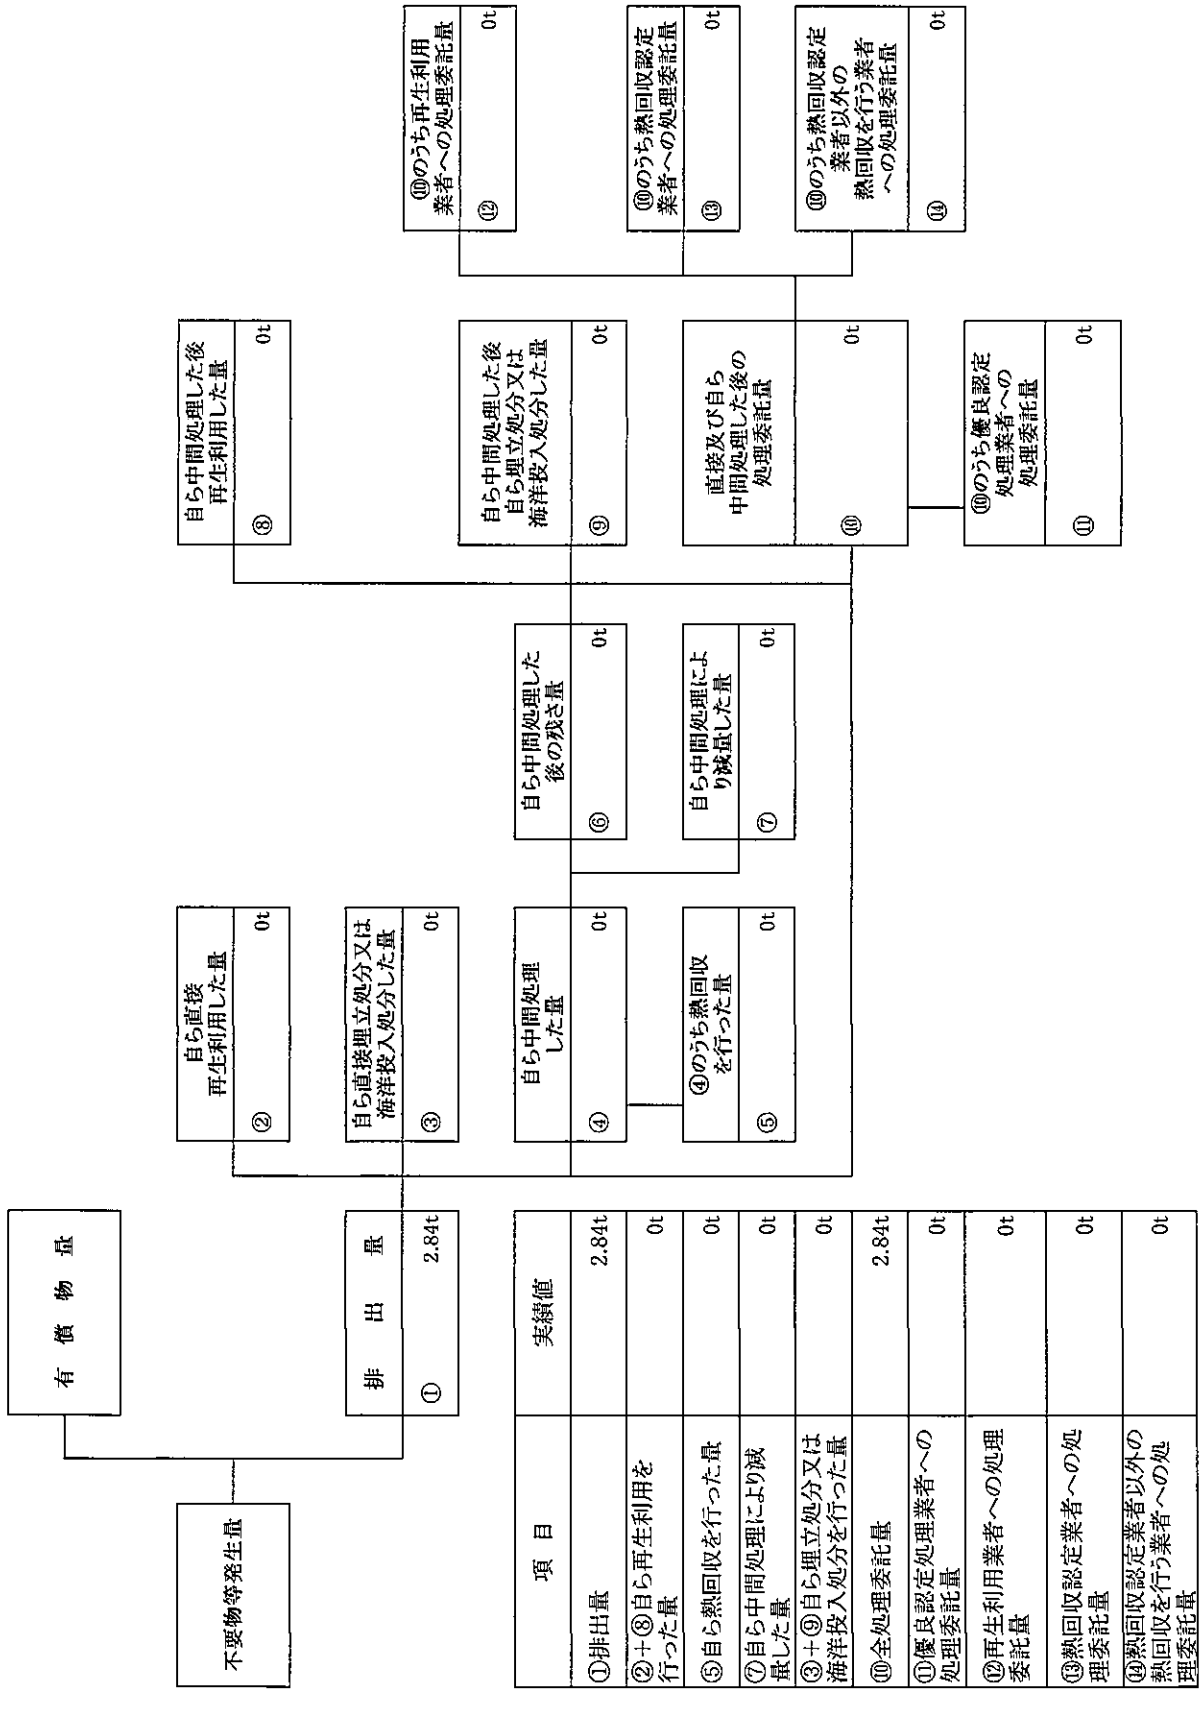 不要物等発生量
有償物量
排出量
① 2.84t
自ら直接
再生利用した量
② 0t
自ら直接埋立処分又は
海洋投入処分した量
③ 0t
自ら中間処理
した量
④ 0t
④のうち熱回収
を行った量
⑤ 0t
自ら中間処理した
後の残さ量
⑥ 0t
自ら中間処理によ
り減量した量
⑦ 0t
自ら中間処理した後
再生利用した量
⑧ 0t
自ら中間処理した後
自ら埋立処分又は
海洋投入処分した量
⑨ 0t
直接及び自ら
中間処理した後の
処理委託量
⑩ 0t
⑩のうち優良認定
処理業者への
処理委託量
⑪ 0t
⑩のうち再生利用
業者への処理委託量
⑫ 0t
⑩のうち熱回収認定
業者への処理委託量
⑬ 0t
⑩のうち熱回収認定
業者以外の
熱回収を行う業者
への処理委託量
⑭ 0t
項目 実績値
①排出量 2.84t
②+⑧自ら再生利用を
行った量 0t
⑤自ら熱回収を行った量 0t
⑦自ら中間処理により減
量した量 0t
③+⑨自ら埋立処分又は
海洋投入処分を行った量 0t
⑩全処理委託量 2.84t
⑪優良認定処理業者への
処理委託量 0t
⑫再生利用業者への処理
委託量 0t
⑬熱回収認定業者への処
理委託量 0t
⑭熱回収認定業者以外の
熱回収を行う業者への処
理委託量 0t